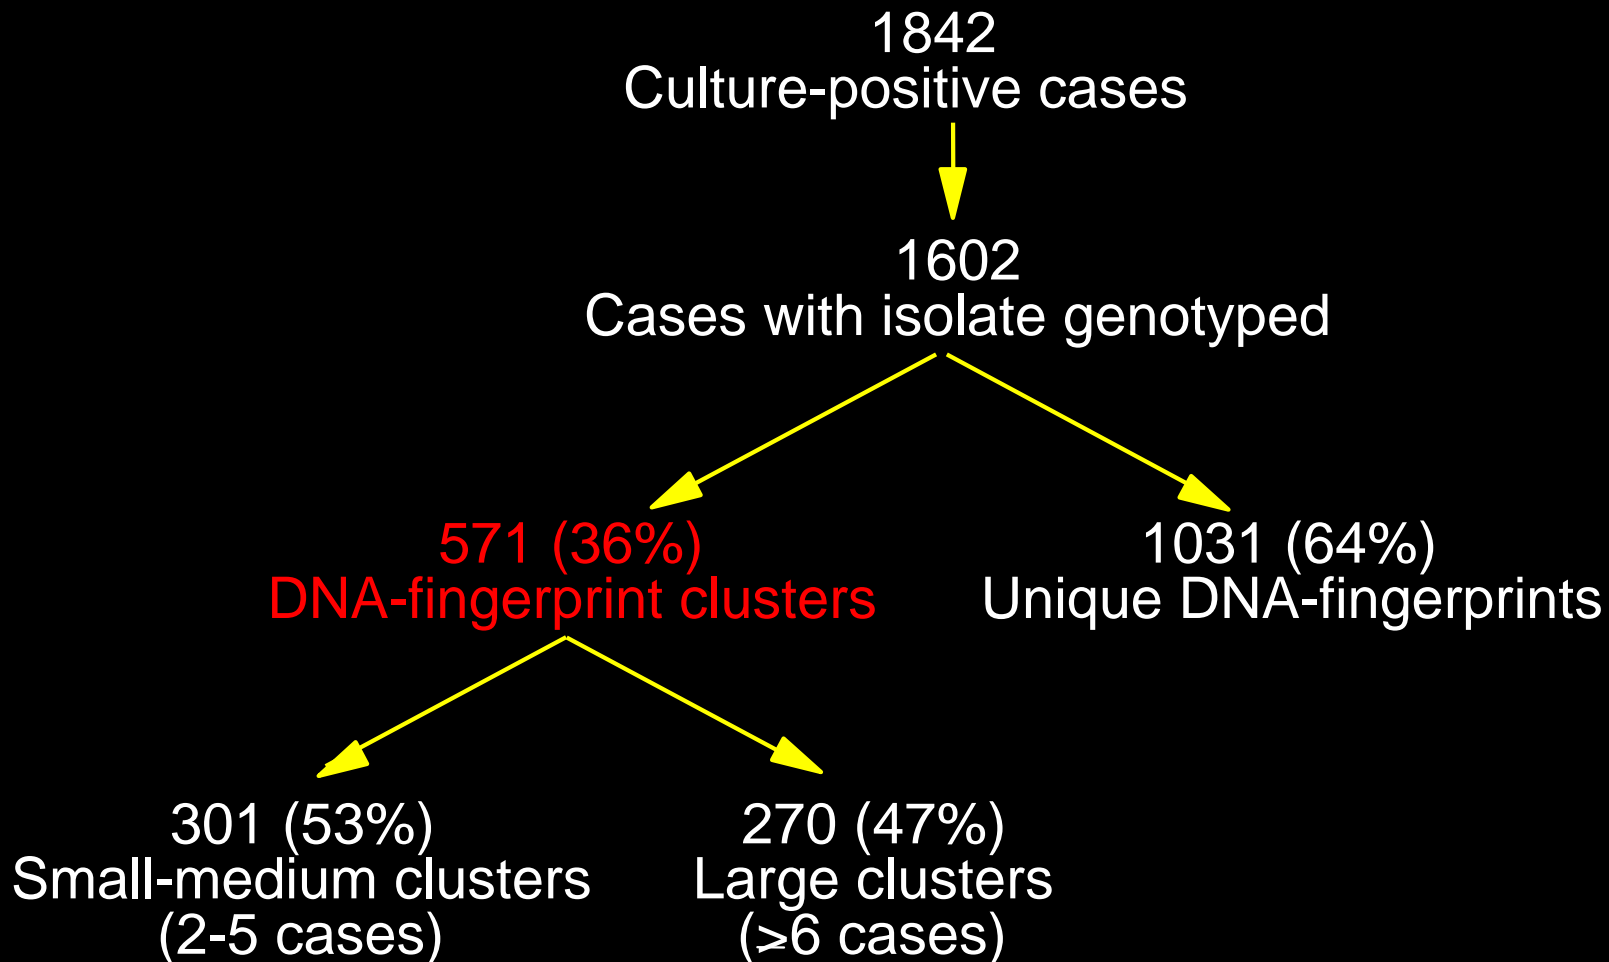 1842
Culture-positive cases
1602
Cases with isolate genotyped
571 (36%)
DNA-fingerprint clusters
1031 (64%)
Unique DNA-fingerprints
301 (53%)
Small-medium clusters
(2-5 cases)
270 (47%)
Large clusters
(≥6 cases)